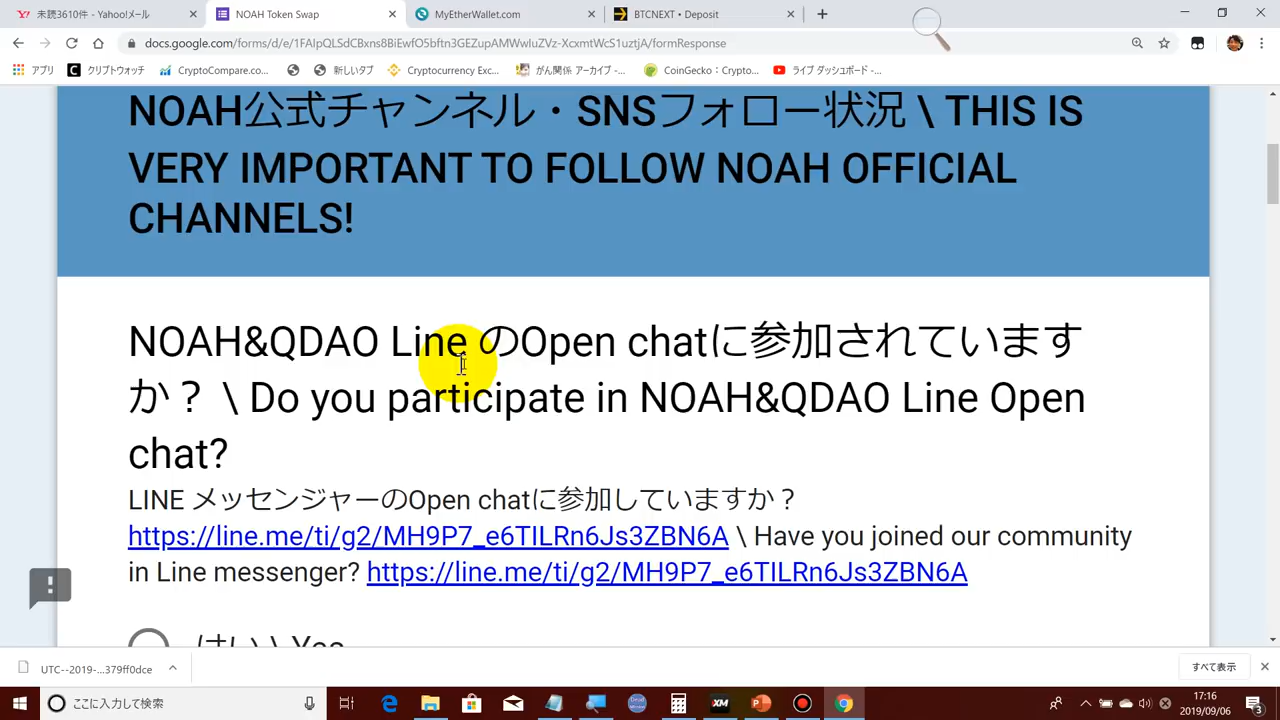 未読3610件 - Yahoo!メール
NOAH Token Swap
MyEtherWallet.com
BTCNEXT • Deposit
docs.google.com/forms/d/e/1FAIpQLSdCBxns8BiEwfO5bftn3GEZupAMWwluZVz-XcxmtWcS1uztjA/formResponse
アプリ
クリプトウォッチ
CryptoCompare.co...
新しいタブ
Cryptocurrency Exc...
がん関係 アーカイブ -...
CoinGecko：Crypto...
ライブ ダッシュボード -...
NOAH公式チャンネル・SNSフォロー状況 \ THIS IS
VERY IMPORTANT TO FOLLOW NOAH OFFICIAL
CHANNELS!
NOAH&QDAO Line のOpen chatに参加されています
か？ \ Do you participate in NOAH&QDAO Line Open
chat?
LINE メッセンジャーのOpen chatに参加していますか？
https://line.me/ti/g2/MH9P7_e6TILRn6Js3ZBN6A \ Have you joined our community
in Line messenger? https://line.me/ti/g2/MH9P7_e6TILRn6Js3ZBN6A
はい \ Yes
UTC--2019-...379ff0dce
すべて表示
ここに入力して検索
XM
17:16
2019/09/06
3